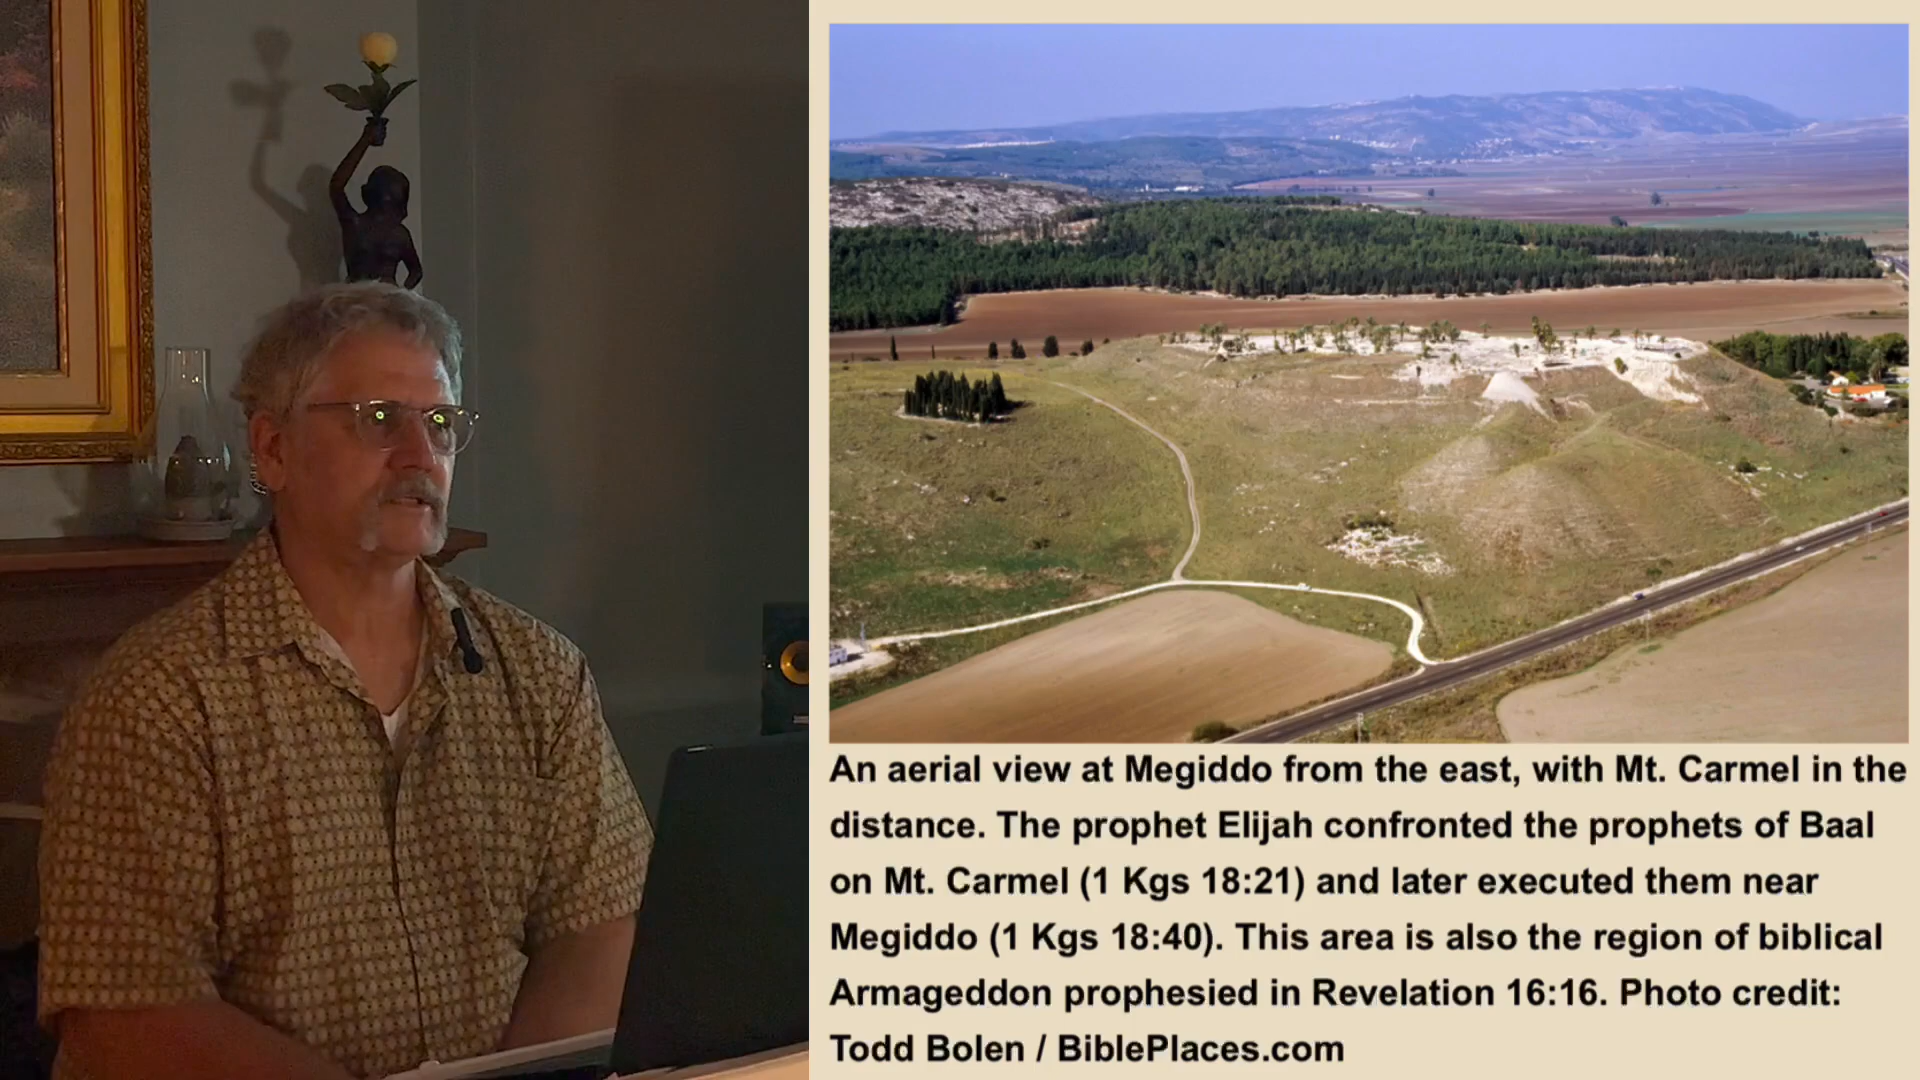 An aerial view at Megiddo from the east, with Mt. Carmel in the
distance. The prophet Elijah confronted the prophets of Baal
on Mt. Carmel (1 Kgs 18:21) and later executed them near
Megiddo (1 Kgs 18:40). This area is also the region of biblical
Armageddon prophesied in Revelation 16:16. Photo credit:
Todd Bolen / BiblePlaces.com